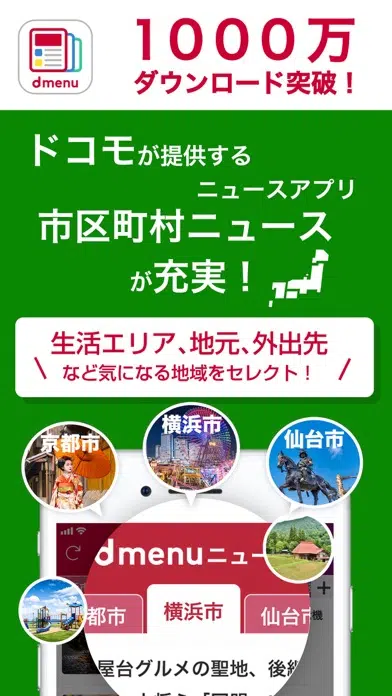 dmenu
1000万
ダウンロード突破！
ドコモが提供する
ニュースアプリ
市区町村ニュース
が充実！
生活エリア、地元、外出先
など気になる地域をセレクト！
京都市
横浜市
仙台市
dmenuニュー
都市
横浜市
仙台市
機
屋台グルメの聖地、後継